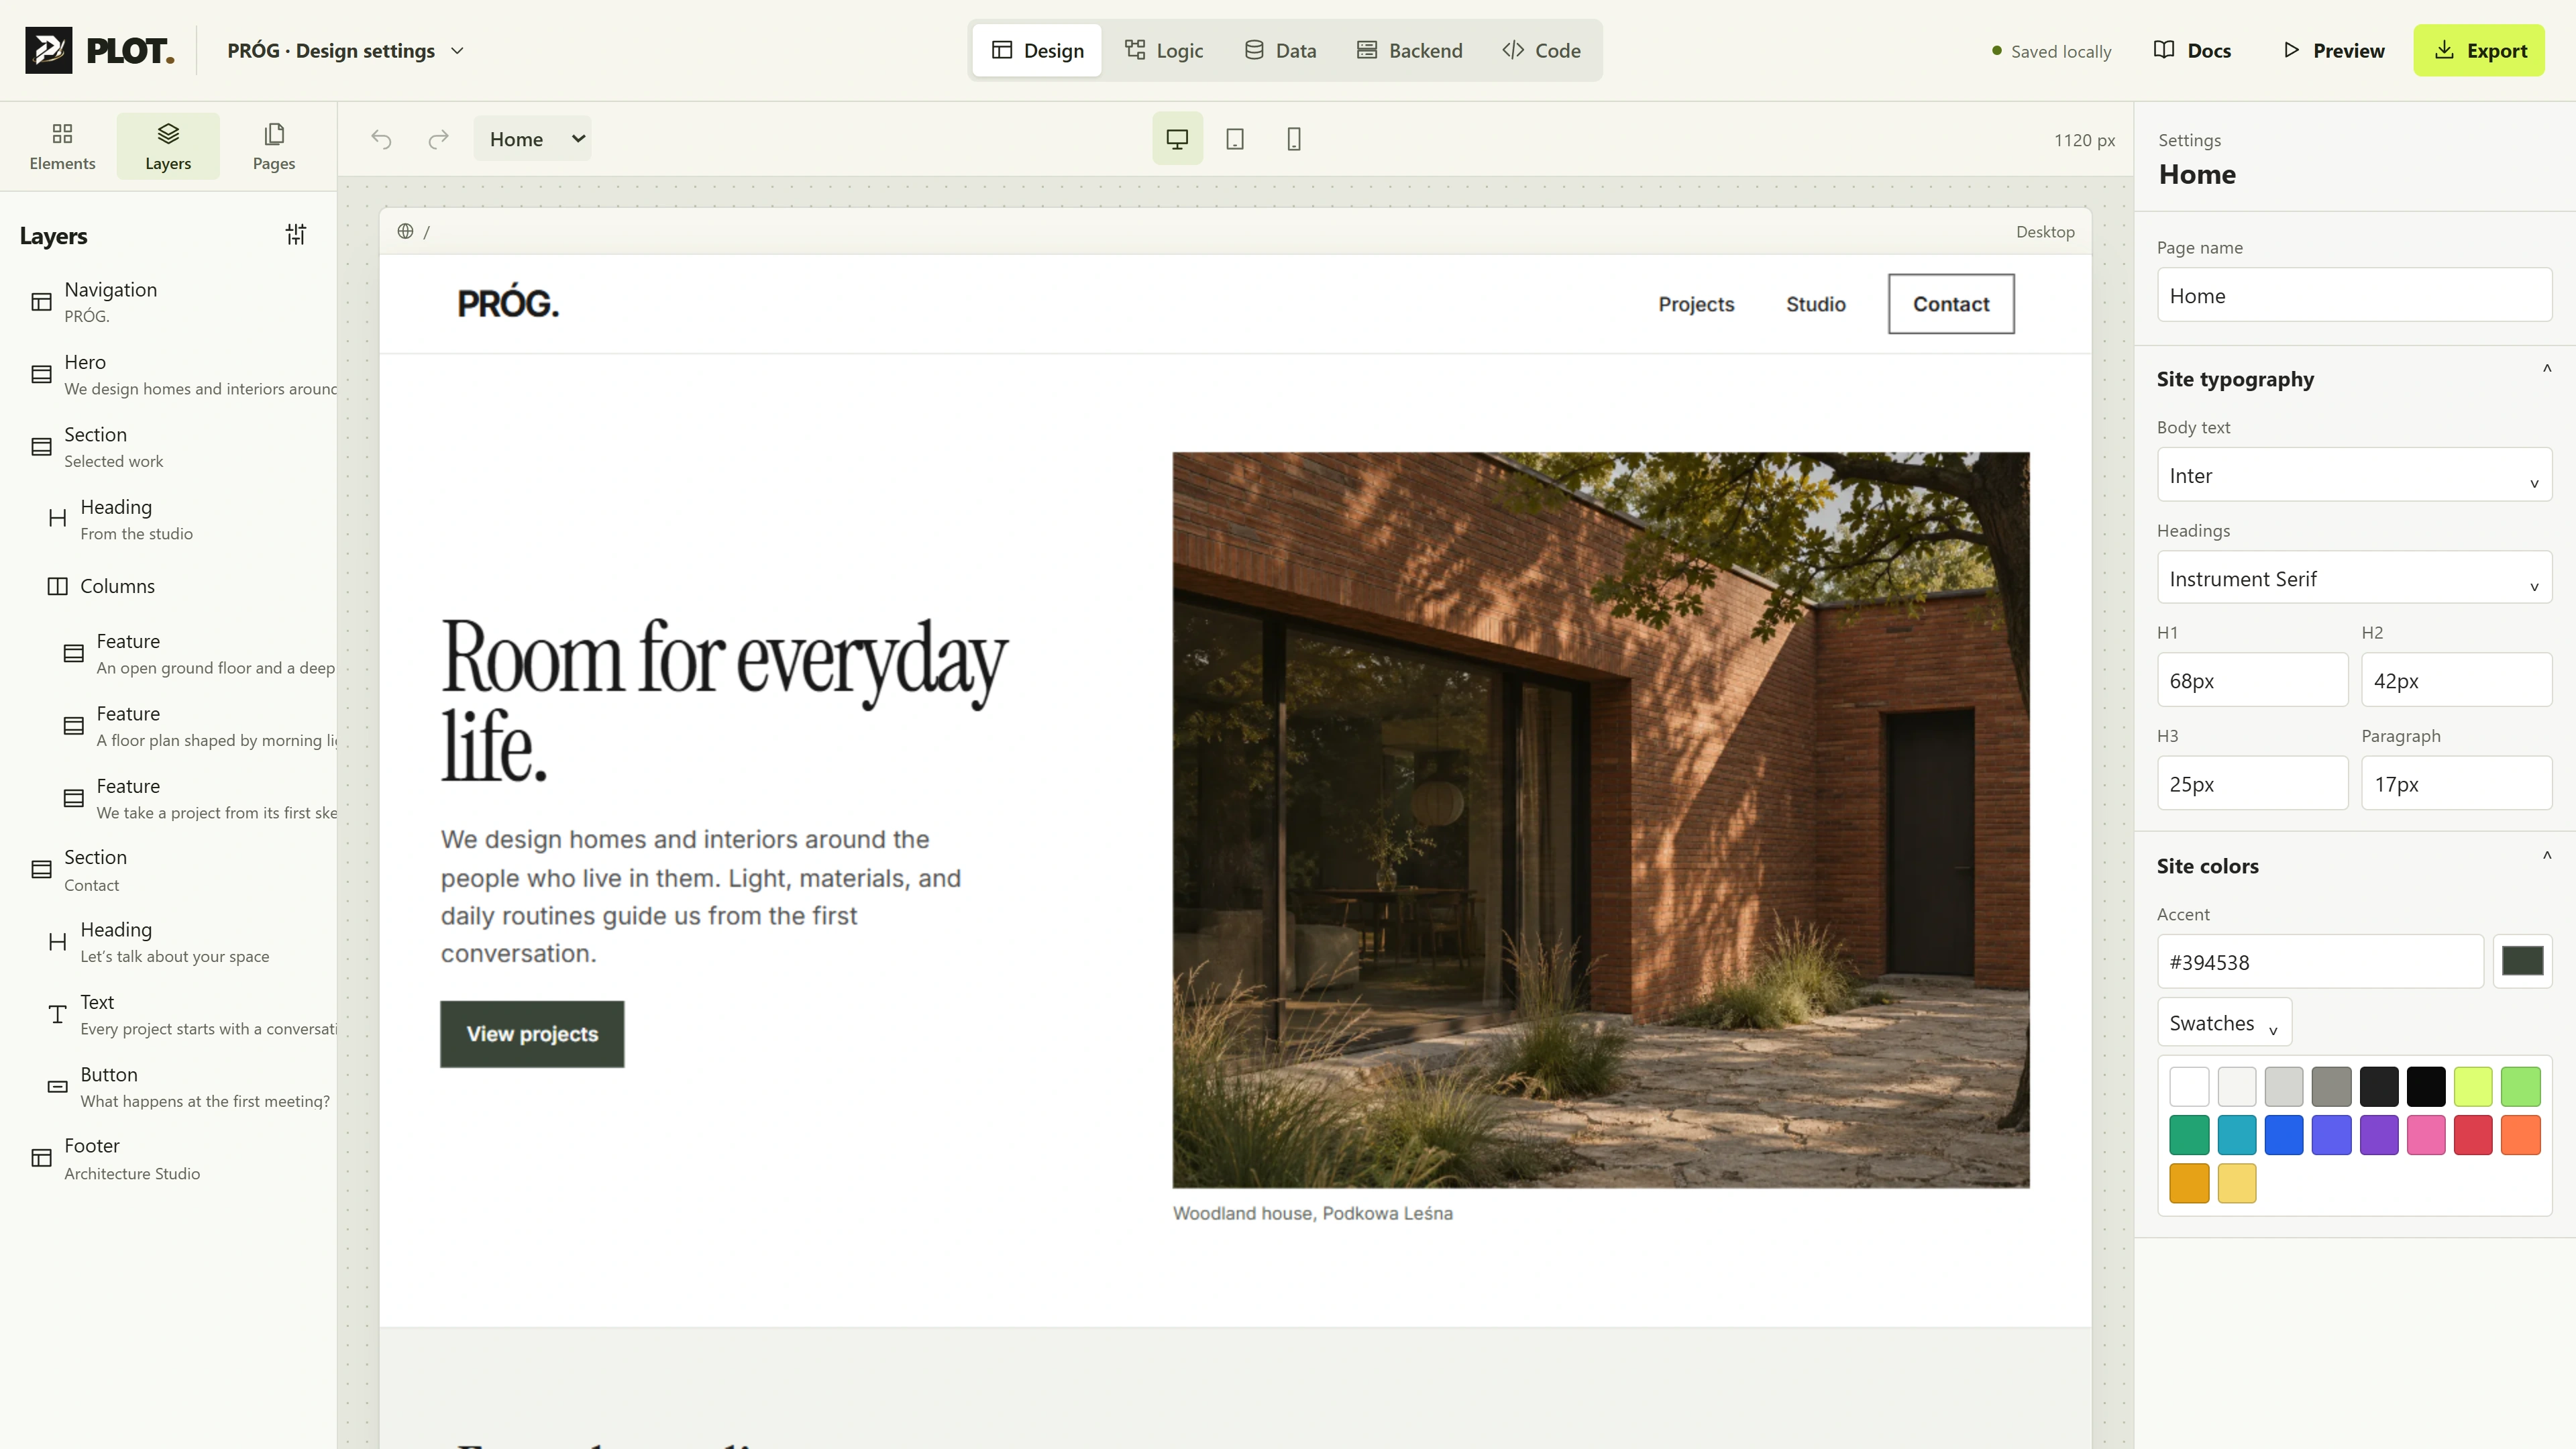 PLOT.
PRÓG · Design settings
Design
Logic
Data
Backend
Code
Saved locally
Docs
Preview
Export
Elements
Layers
Pages
Home
1120 px
Layers
Navigation
PRÓG.
Hero
We design homes and interiors around
Section
Selected work
Heading
From the studio
Columns
Feature
An open ground floor and a deep
Feature
A floor plan shaped by morning
Feature
We take a project from its first
Section
Contact
Heading
Let's talk about your space
Text
Every project starts with a
Button
What happens at the first meeting?
Footer
Architecture Studio
/
Desktop
PRÓG.
Projects
Studio
Contact
Room for everyday
life.
We design homes and interiors around the
people who live in them. Light, materials, and
daily routines guide us from the first
conversation.
View projects
Woodland house, Podkowa Leśna
Settings
Home
Page name
Home
Site typography
Body text
Inter
Headings
Instrument Serif
H1
H2
68px
42px
H3
Paragraph
25px
17px
Site colors
Accent
#394538
Swatches